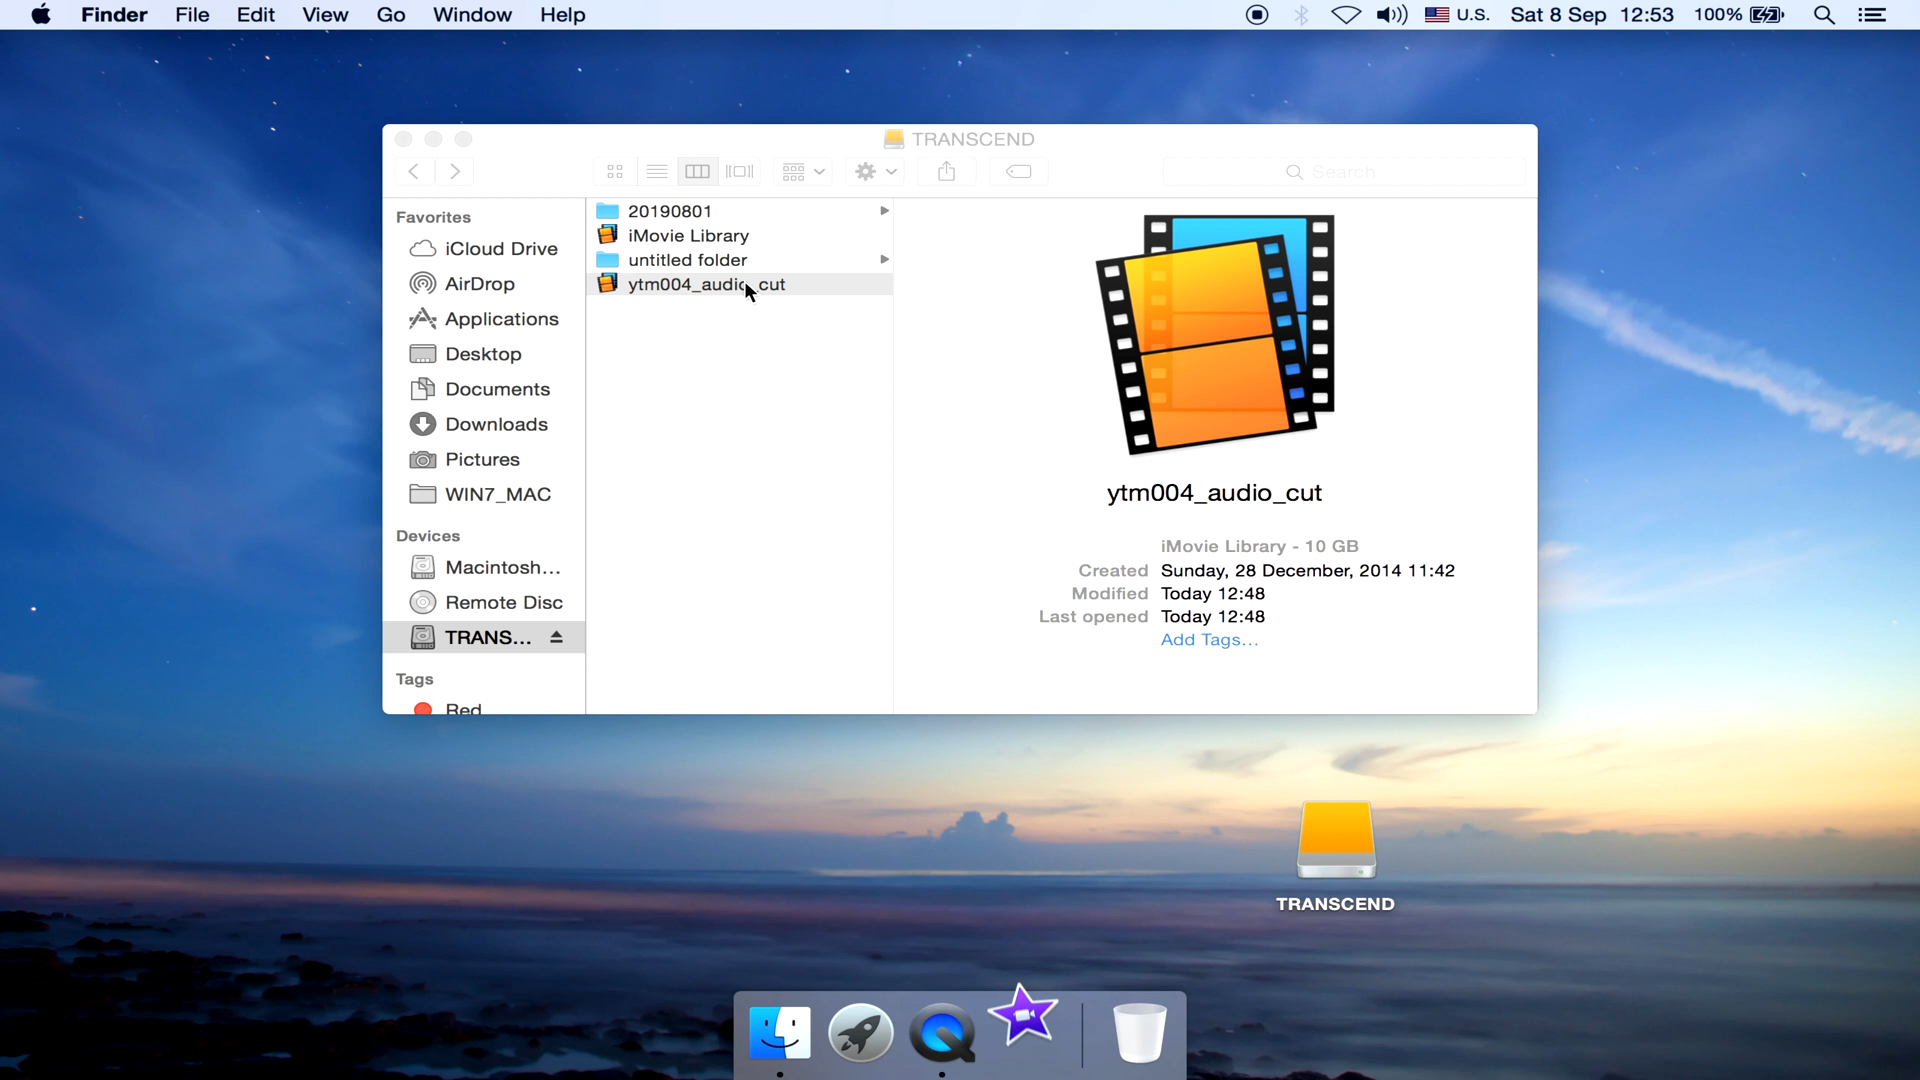 Finder File Edit View Go Window Help U.S. Sat 8 Sep 12:53 100%
TRANSCEND
Search
Favorites
iCloud Drive
AirDrop
Applications
Desktop
Documents
Downloads
Pictures
WIN7_MAC
Devices
Macintosh...
Remote Disc
TRANS...
Tags
Red
20190801
iMovie Library
untitled folder
ytm004_audio_cut
ytm004_audio_cut
iMovie Library - 10 GB
Created Sunday, 28 December, 2014 11:42
Modified Today 12:48
Last opened Today 12:48
Add Tags...
TRANSCEND